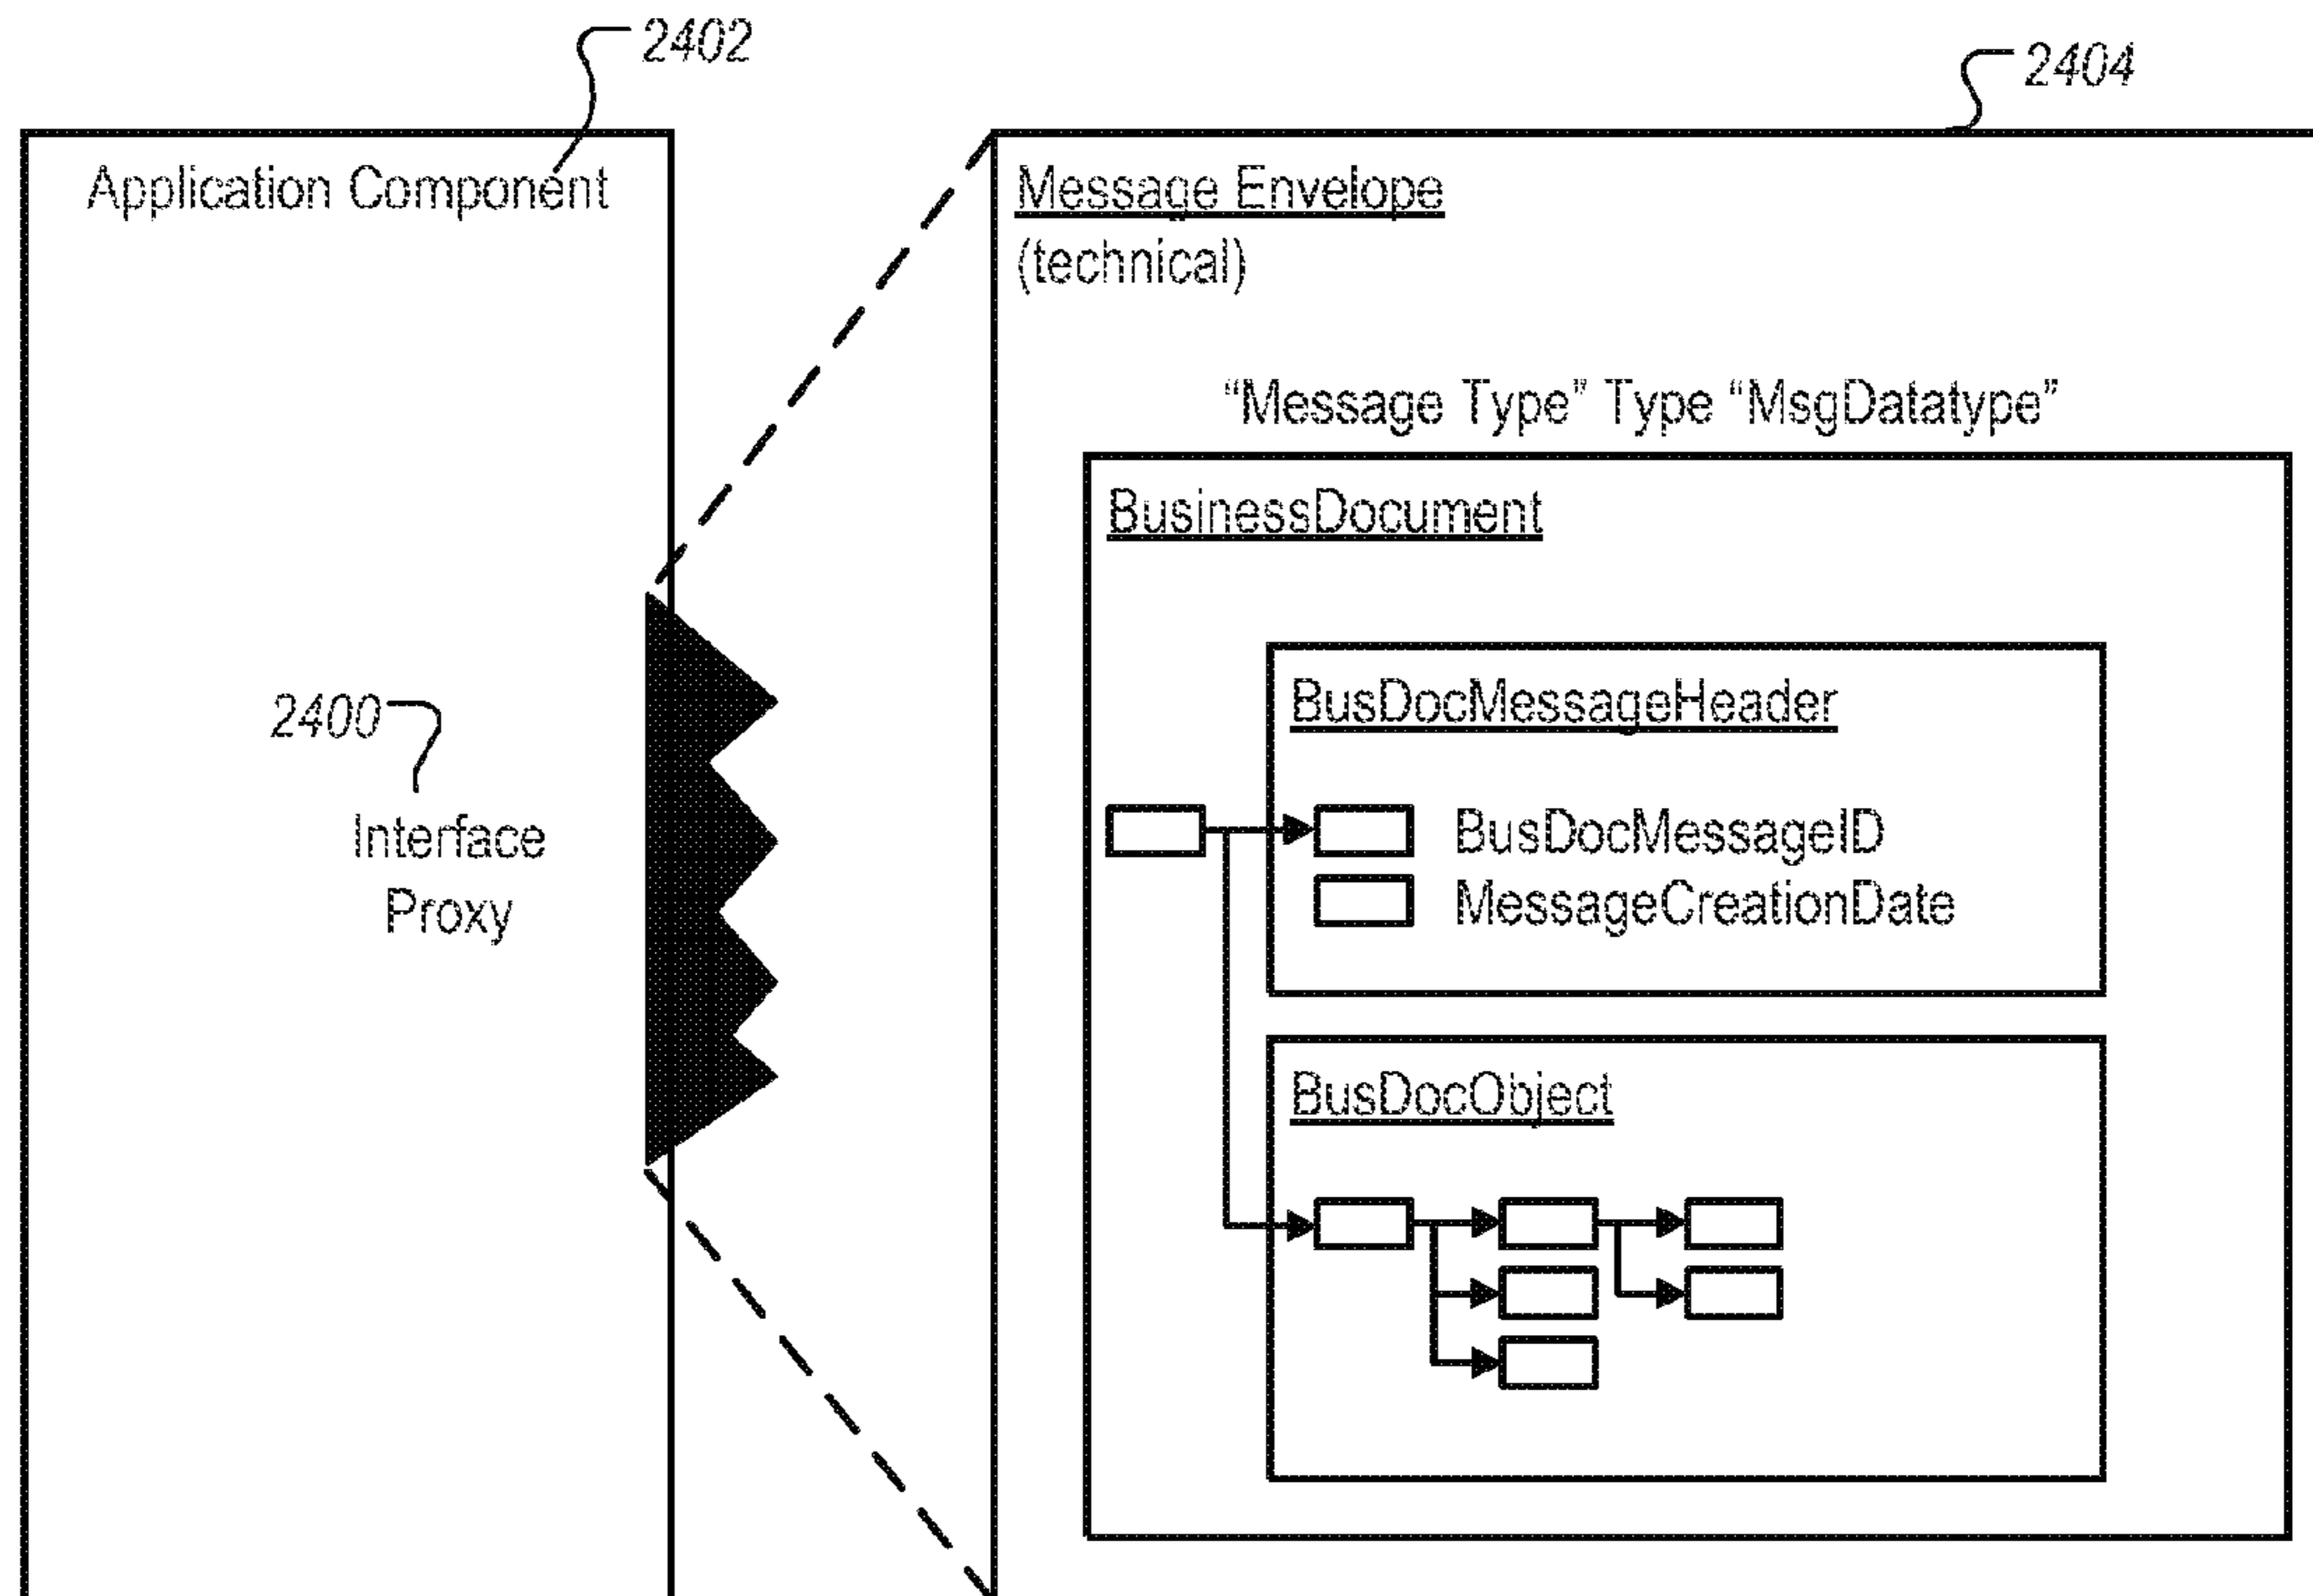 2402
2404
Application Component
Message Envelope
(technical)
“Message Type” Type “MsgDatatype”
BusinessDocument
BusDocMessageHeader
2400
Interface
Proxy
BusDocMessageID
MessageCreationDate
BusDocObject